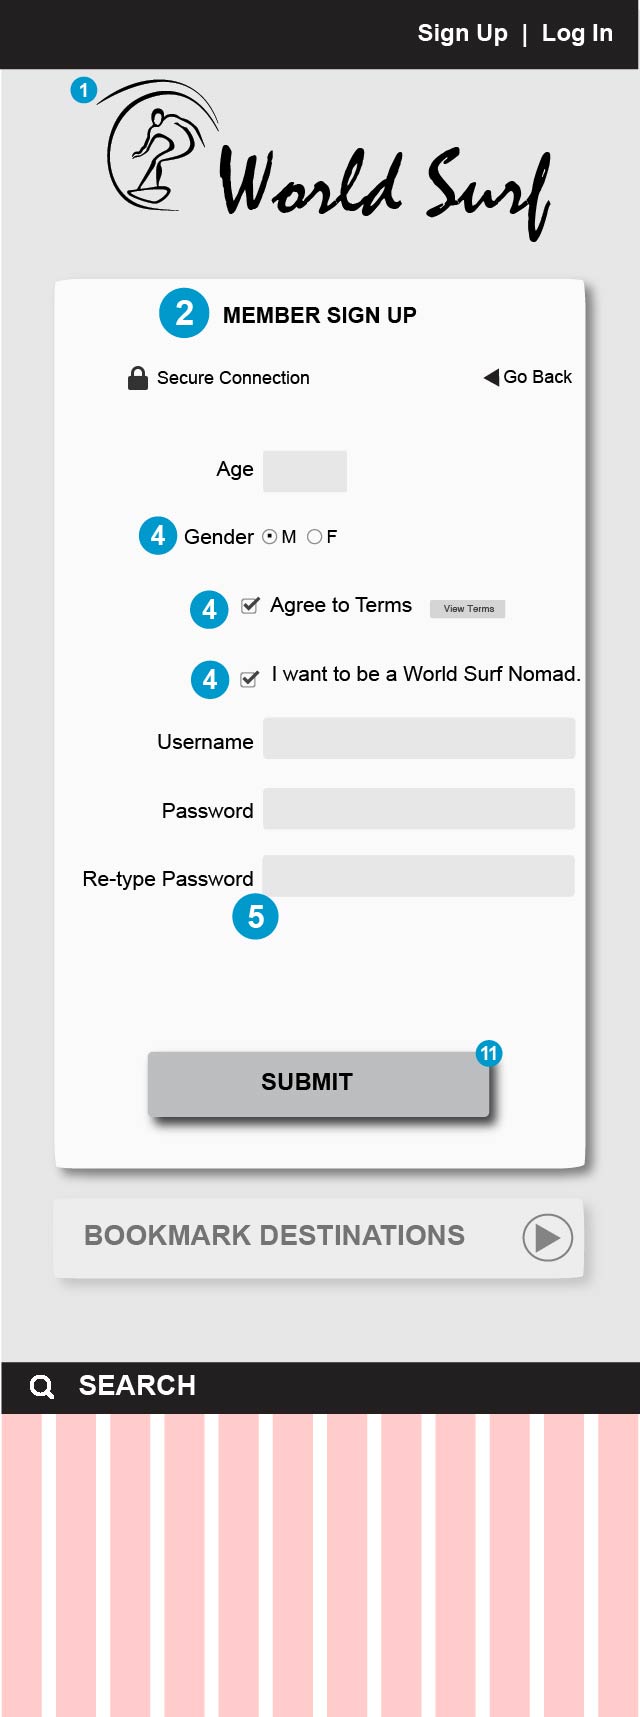 Sign Up | Log In
1
World Surf
2 MEMBER SIGN UP
Secure Connection Go Back
Age
4 Gender M F
4 Agree to Terms View Terms
4 I want to be a World Surf Nomad.
Username
Password
Re-type Password
5
11
SUBMIT
BOOKMARK DESTINATIONS
SEARCH